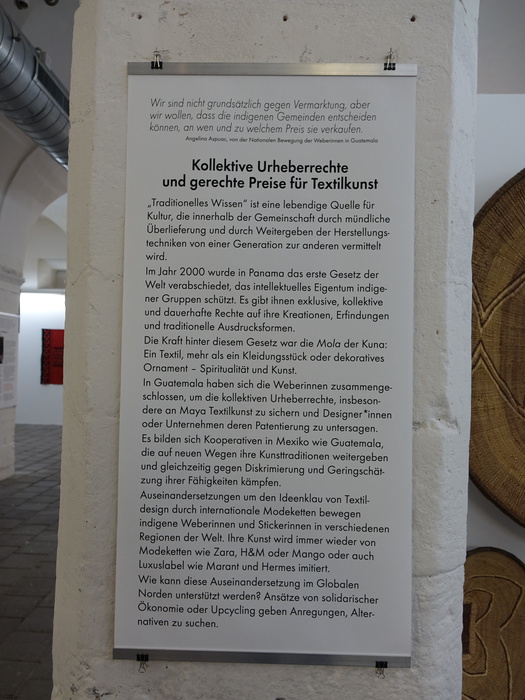 Wir sind nicht grundsätzlich gegen Vermarktung, aber
wir wollen, dass die indigenen Gemeinden entscheiden
können, an wen und zu welchem Preis sie verkaufen.
Angelina Aspuac, von der Nationalen Bewegung der Weberinnen in Guatemala
Kollektive Urheberrechte
und gerechte Preise für Textilkunst
„Traditionelles Wissen" ist eine lebendige Quelle für
Kultur, die innerhalb der Gemeinschaft durch mündliche
Überlieferung und durch Weitergeben der Herstellungs-
techniken von einer Generation zur anderen vermittelt
wird.
Im Jahr 2000 wurde in Panama das erste Gesetz der
Welt verabschiedet, das intellektuelles Eigentum indige-
ner Gruppen schützt. Es gibt ihnen exklusive, kollektive
und dauerhafte Rechte auf ihre Kreationen, Erfindungen
und traditionelle Ausdrucksformen.
Die Kraft hinter diesem Gesetz war die Mola der Kuna:
Ein Textil, mehr als ein Kleidungsstück oder dekoratives
Ornament – Spiritualität und Kunst.
In Guatemala haben sich die Weberinnen zusammenge-
schlossen, um die kollektiven Urheberrechte, insbeson-
dere an Maya Textilkunst zu sichern und Designer*innen
oder Unternehmen deren Patentierung zu untersagen.
Es bilden sich Kooperativen in Mexiko wie Guatemala,
die auf neuen Wegen ihre Kunsttraditionen weitergeben
und gleichzeitig gegen Diskrimierung und Geringschät-
zung ihrer Fähigkeiten kämpfen.
Auseinandersetzungen um den Ideenklau von Textil-
design durch internationale Modeketten bewegen
indigene Weberinnen und Stickerinnen in verschiedenen
Regionen der Welt. Ihre Kunst wird immer wieder von
Modeketten wie Zara, H&M oder Mango oder auch
Luxuslabel wie Marant und Hermes imitiert.
Wie kann diese Auseinandersetzung im Globalen
Norden unterstützt werden? Ansätze von solidarischer
Ökonomie oder Upcycling geben Anregungen, Alter-
nativen zu suchen.